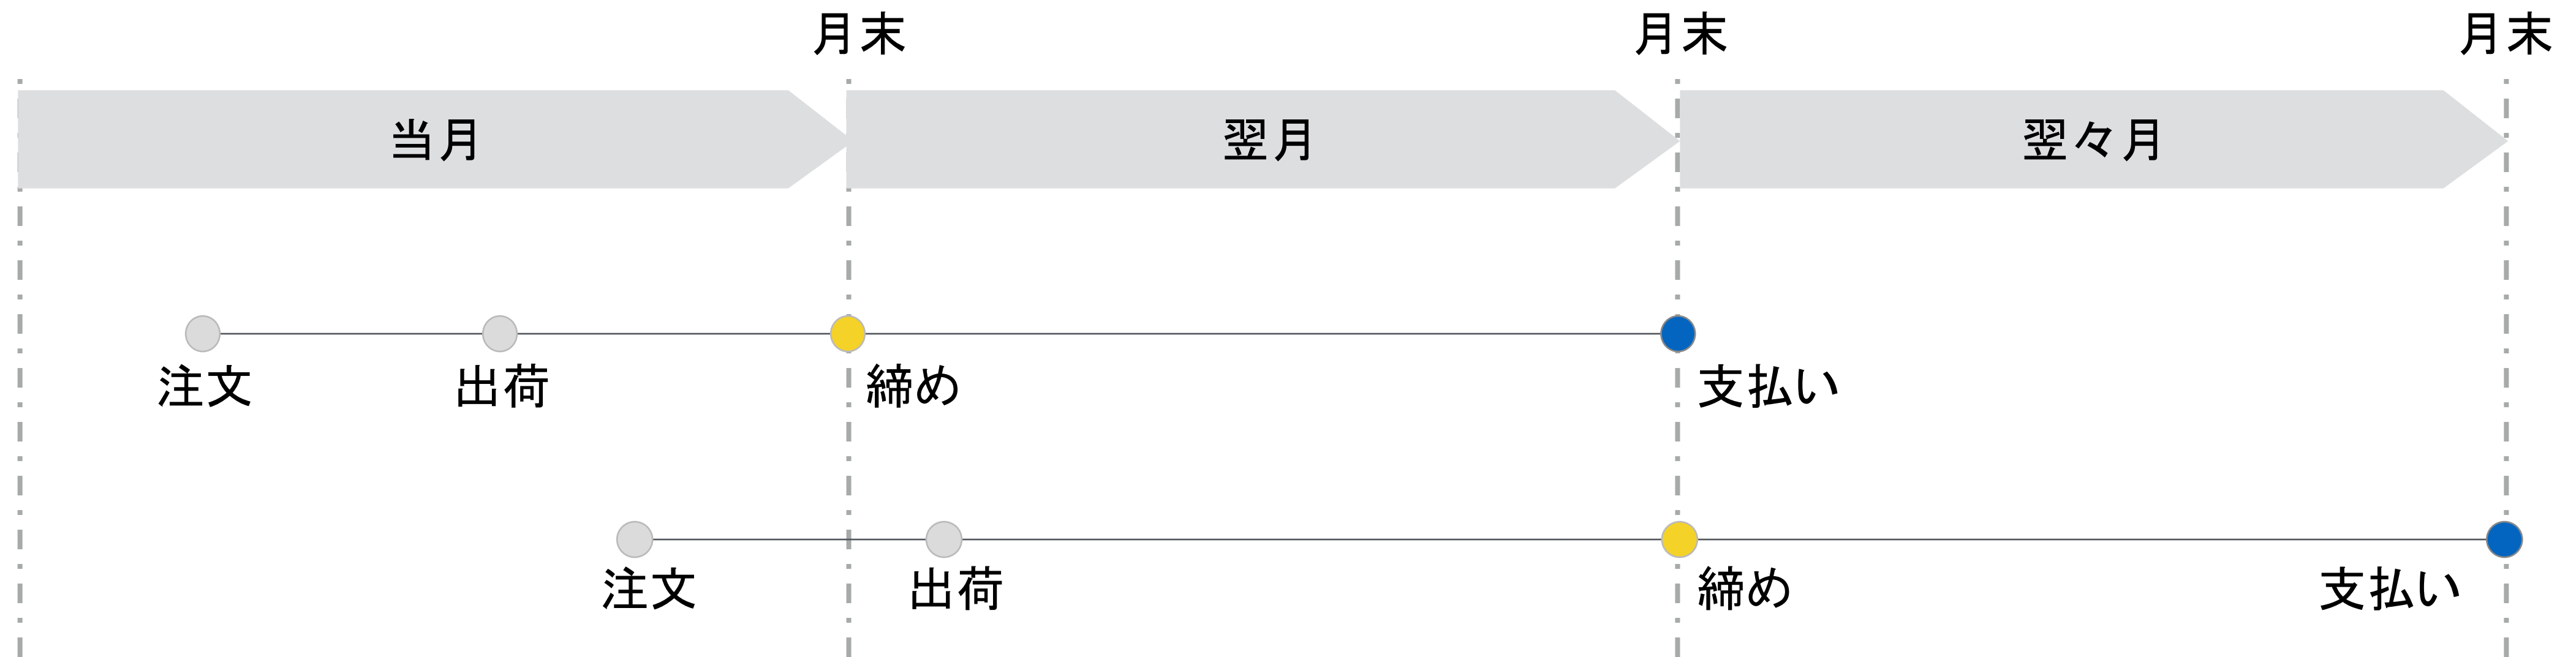 月末 月末 月末
当月 翌月 翌々月
注文 出荷 締め 支払い
注文 出荷 締め 支払い